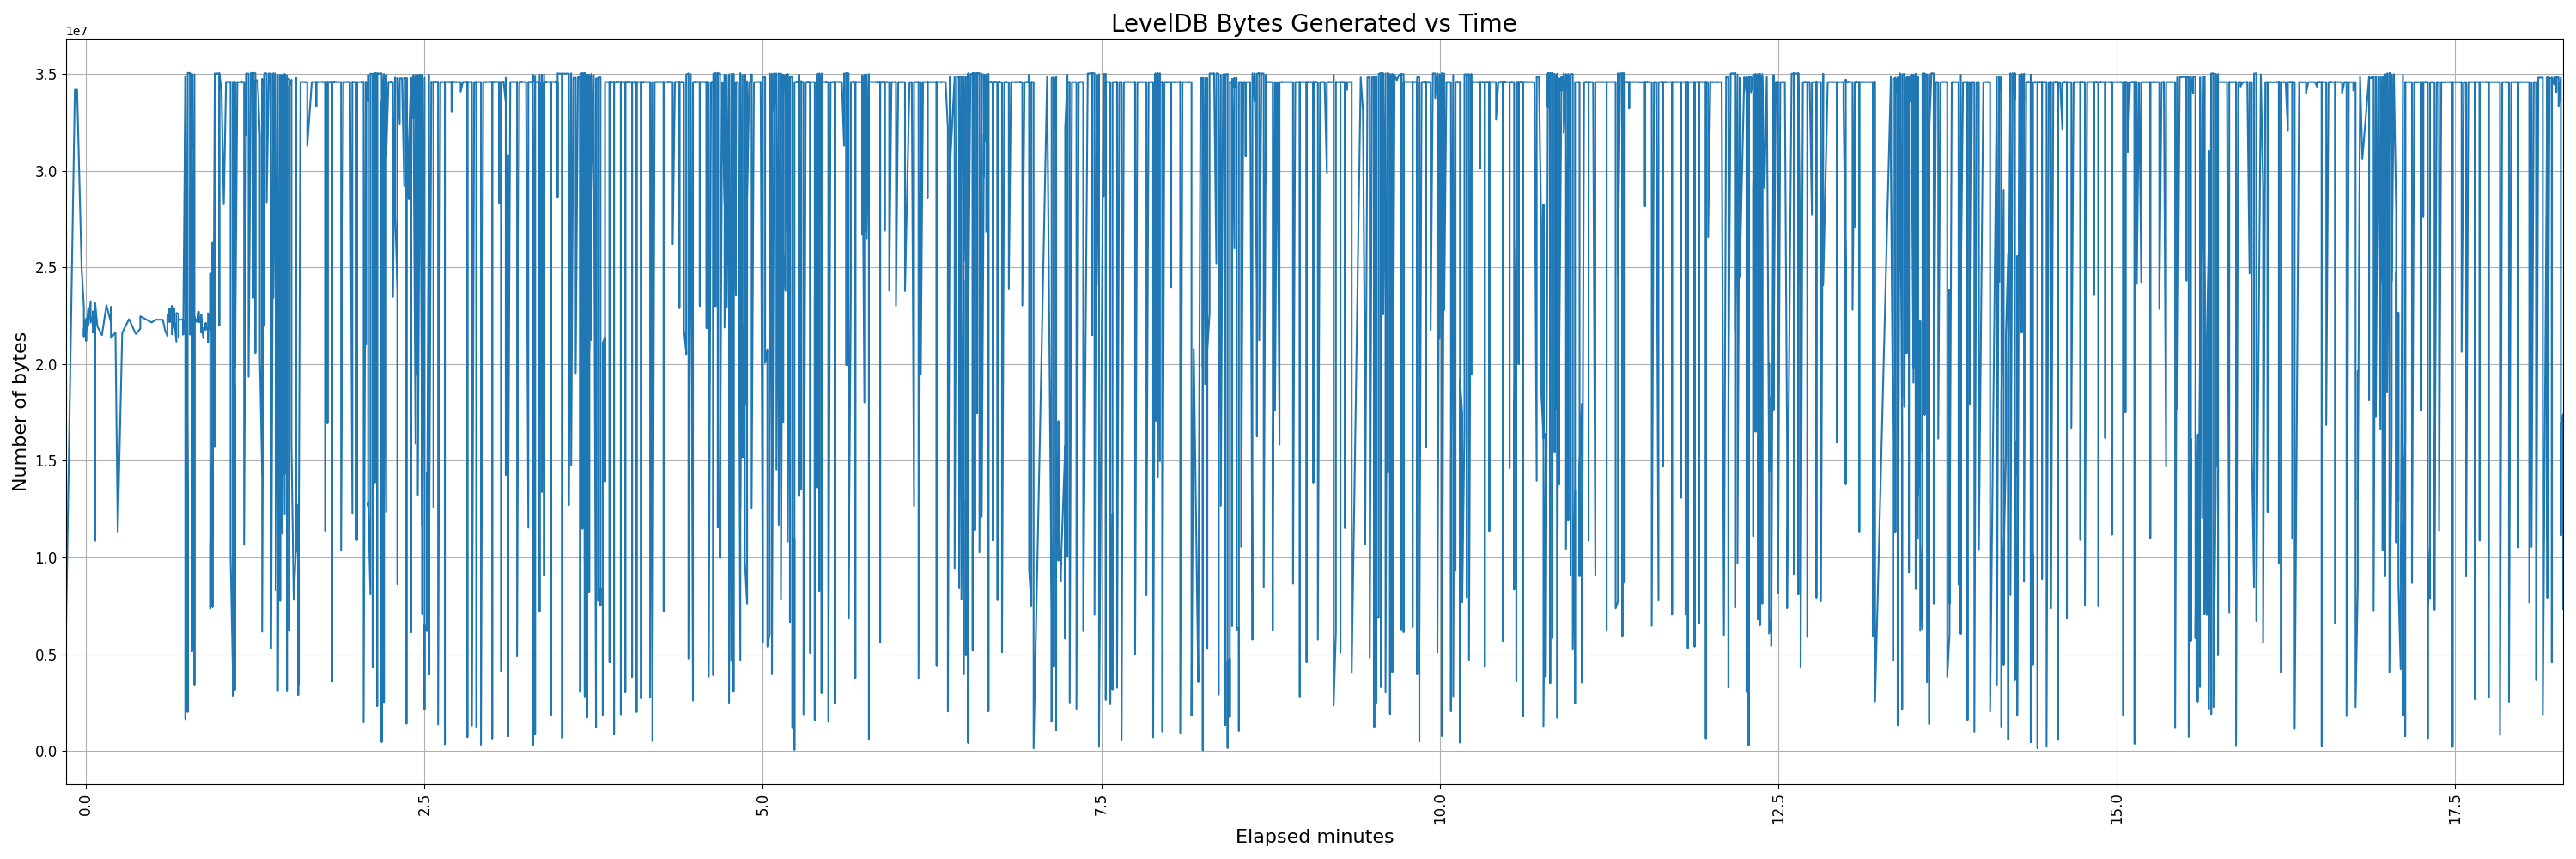 LevelDB Bytes Generated vs Time
1e7
3.5
3.0
2.5
2.0
1.5
1.0
0.5
0.0
Number of bytes
0.0 2.5 5.0 7.5 10.0 12.5 15.0 17.5
Elapsed minutes